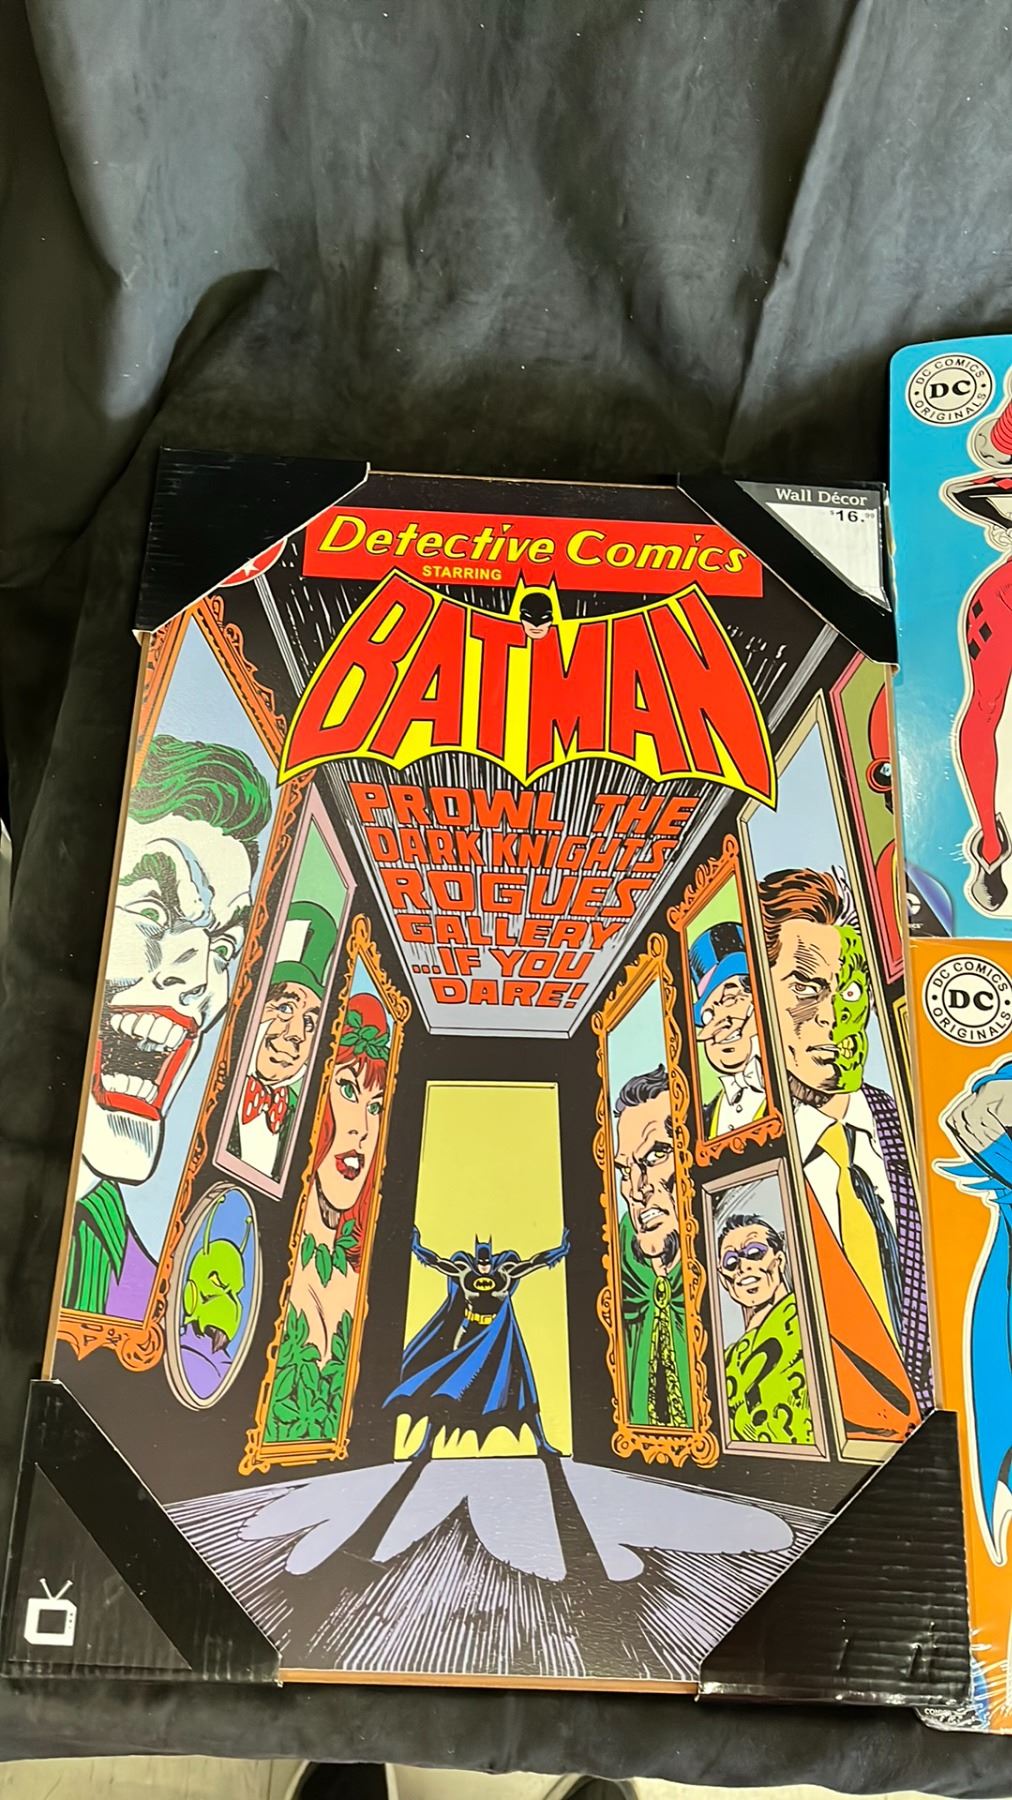 Wall Décor
$16.99
Detective Comics
STARRING
BATMAN
PROWL THE
DARK KNIGHT'S
ROGUES
GALLERY
...IF YOU
DARE!
DC COMICS
DC
ORIGINALS
DC COMICS
DC
ORIGINALS